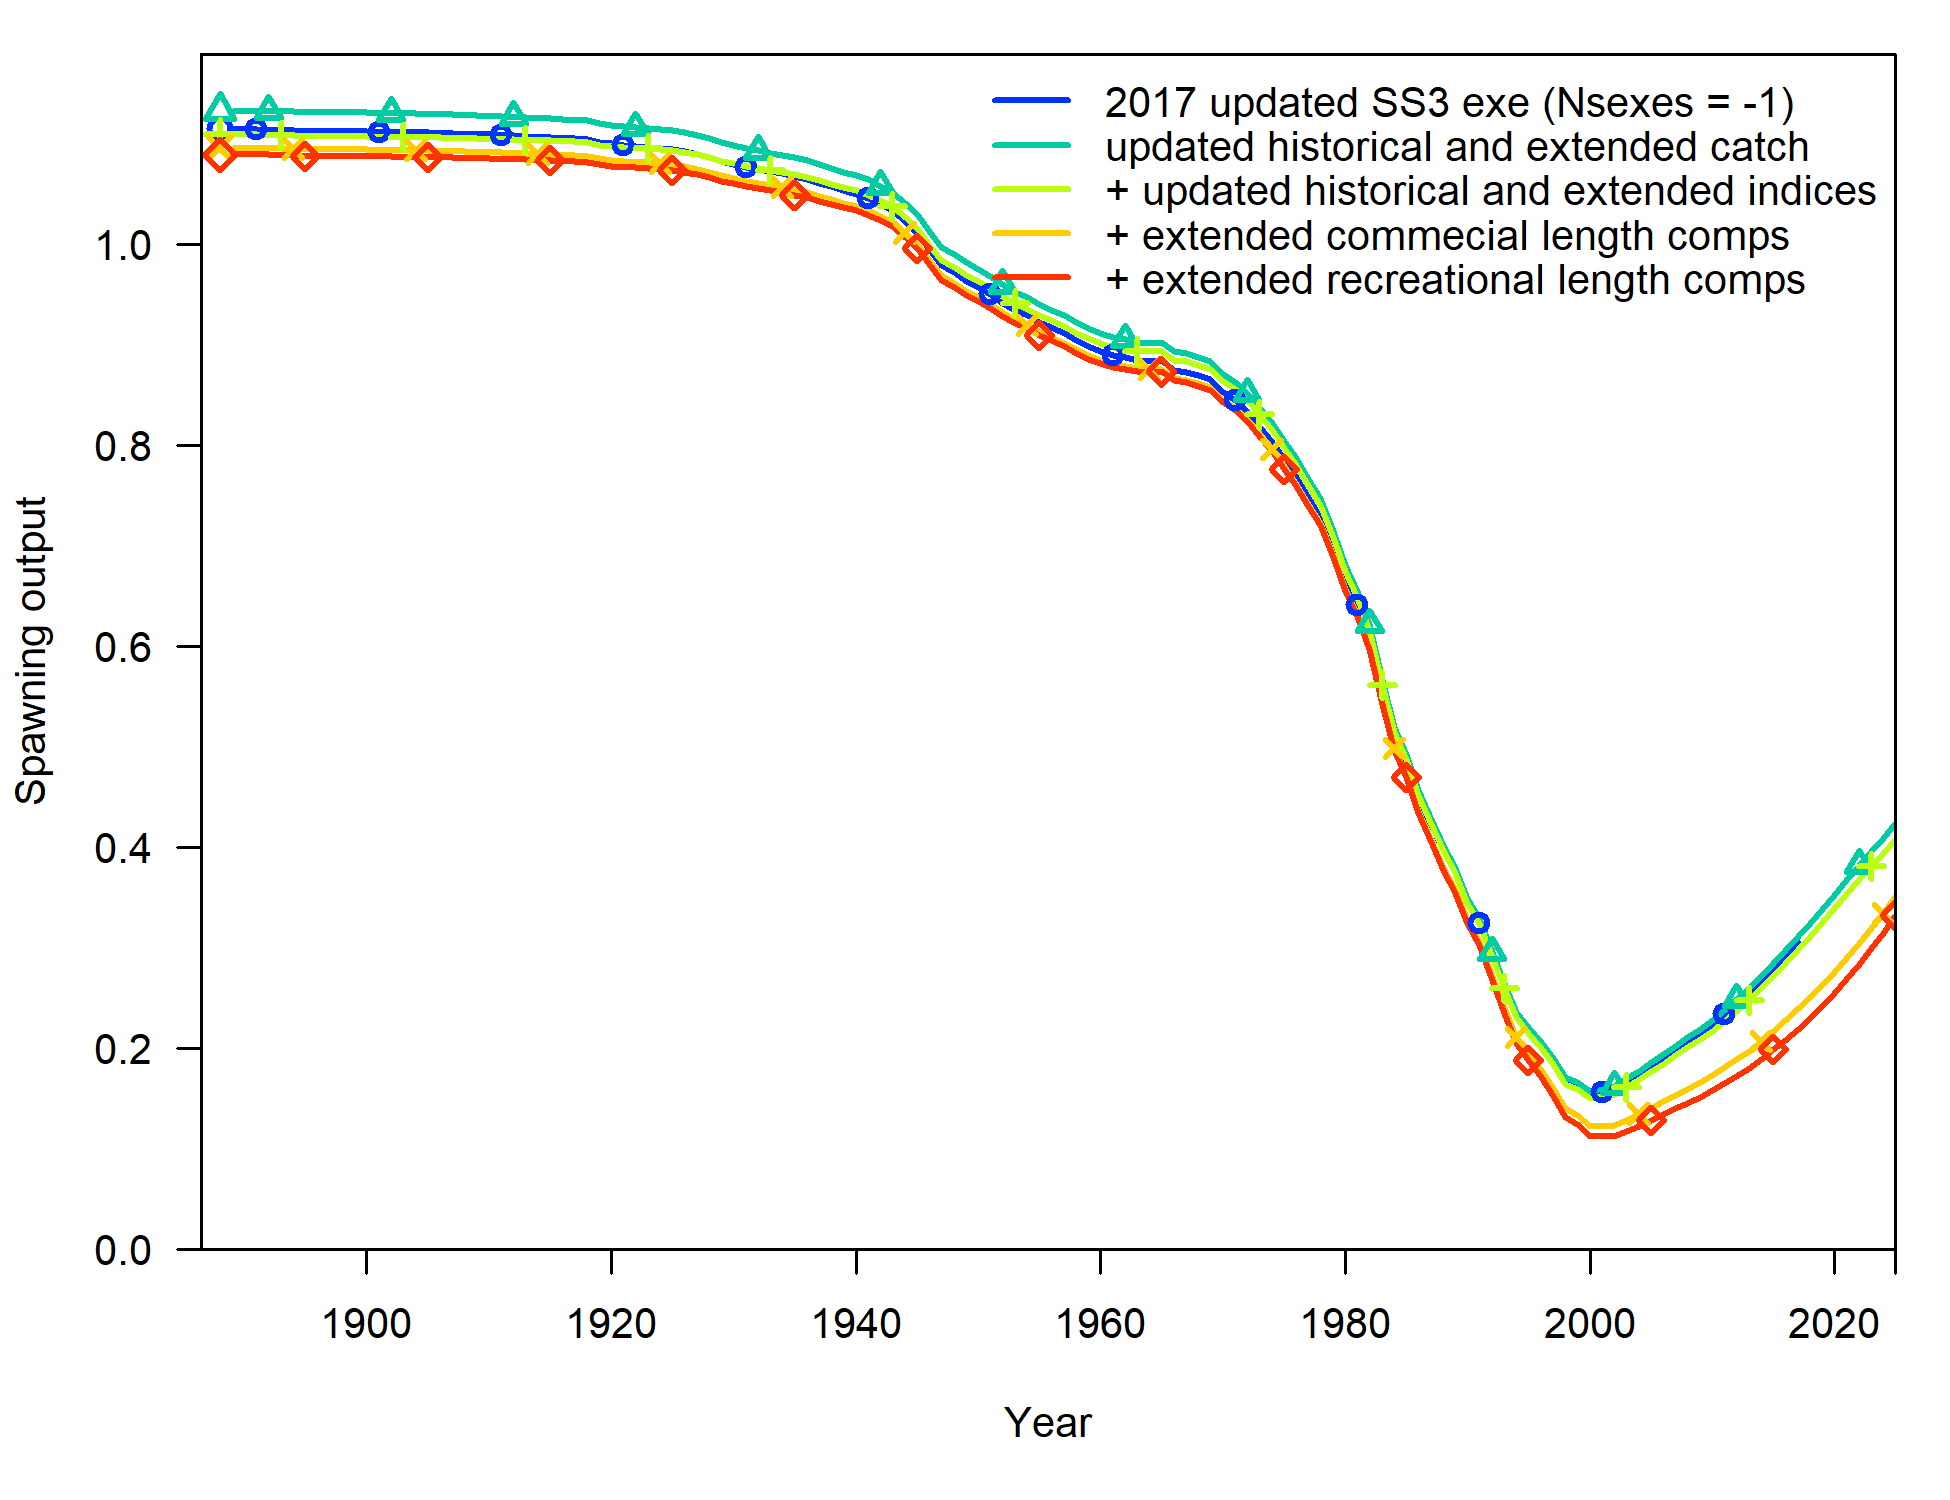 2017 updated SS3 exe (Nsexes = -1)
updated historical and extended catch
+ updated historical and extended indices
+ extended commecial length comps
+ extended recreational length comps
Spawning output
1.0
0.8
0.6
0.4
0.2
0.0
1900 1920 1940 1960 1980 2000 2020
Year